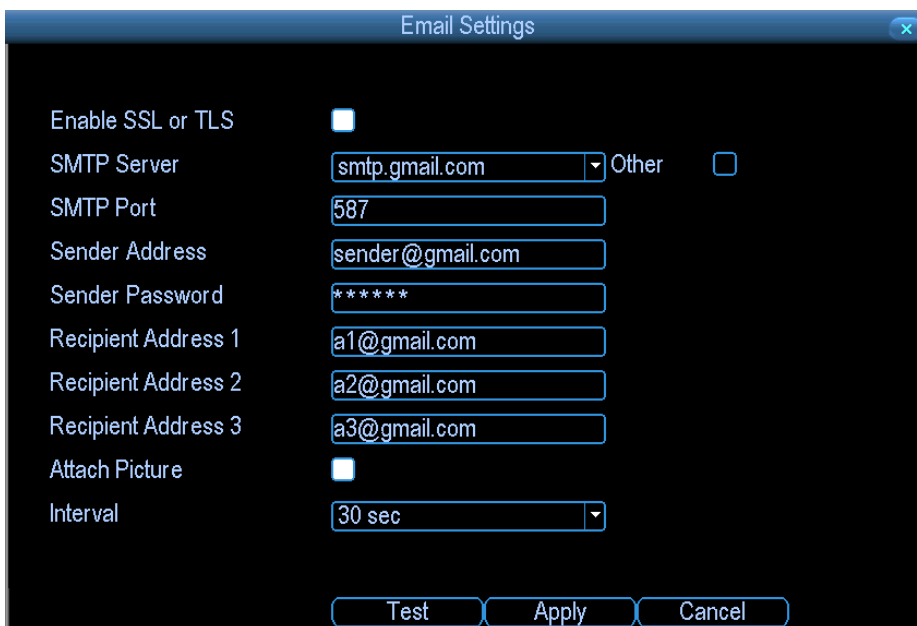 Email Settings
Enable SSL or TLS
SMTP Server smtp.gmail.com Other
SMTP Port 587
Sender Address sender@gmail.com
Sender Password ******
Recipient Address 1 a1@gmail.com
Recipient Address 2 a2@gmail.com
Recipient Address 3 a3@gmail.com
Attach Picture
Interval 30 sec
Test Apply Cancel